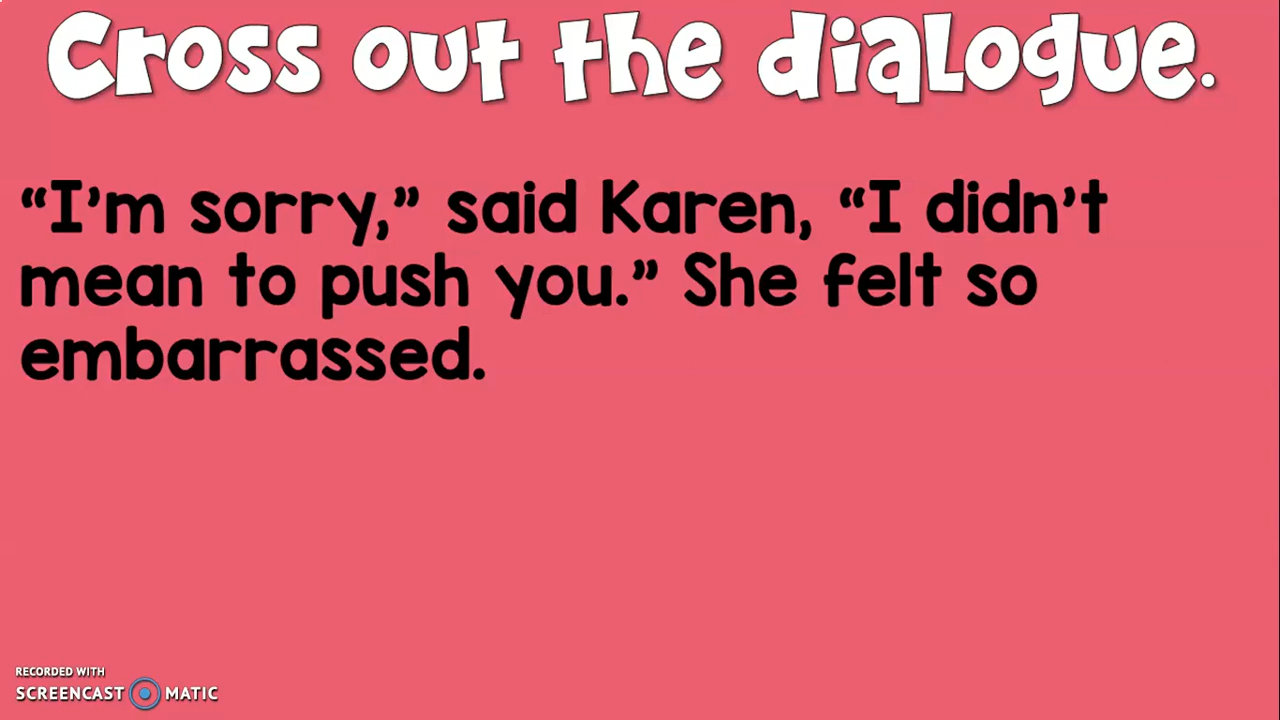 Cross out the dialogue.
“I’m sorry,” said Karen, “I didn’t
mean to push you.” She felt so
embarrassed.
RECORDED WITH
SCREENCAST MATIC